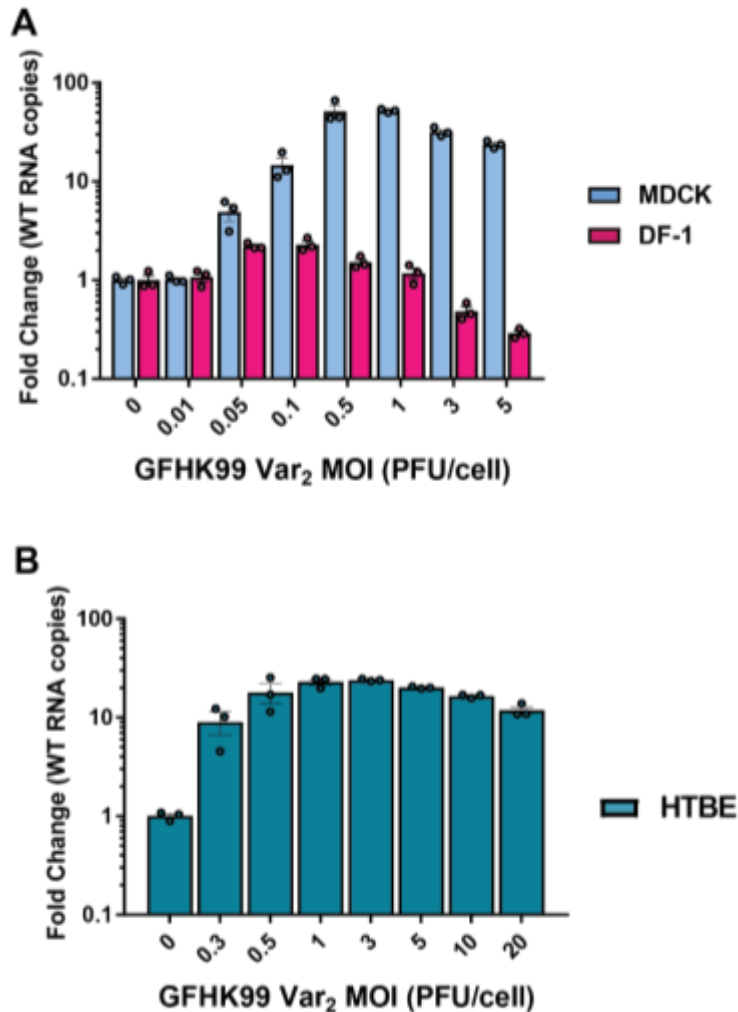 A
Fold Change (WT RNA copies)
100
10
1
0.1
0 0.01 0.05 0.1 0.5 1 3 5
GFHK99 Var₂ MOI (PFU/cell)
MDCK
DF-1
B
Fold Change (WT RNA copies)
100
10
1
0.1
0 0.3 0.5 1 3 5 10 20
GFHK99 Var₂ MOI (PFU/cell)
HTBE